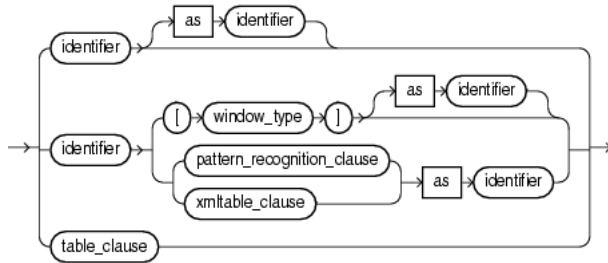 as identifier
identifier
as identifier
[ window_type ]
identifier
pattern_recognition_clause
as identifier
xmltable_clause
table_clause